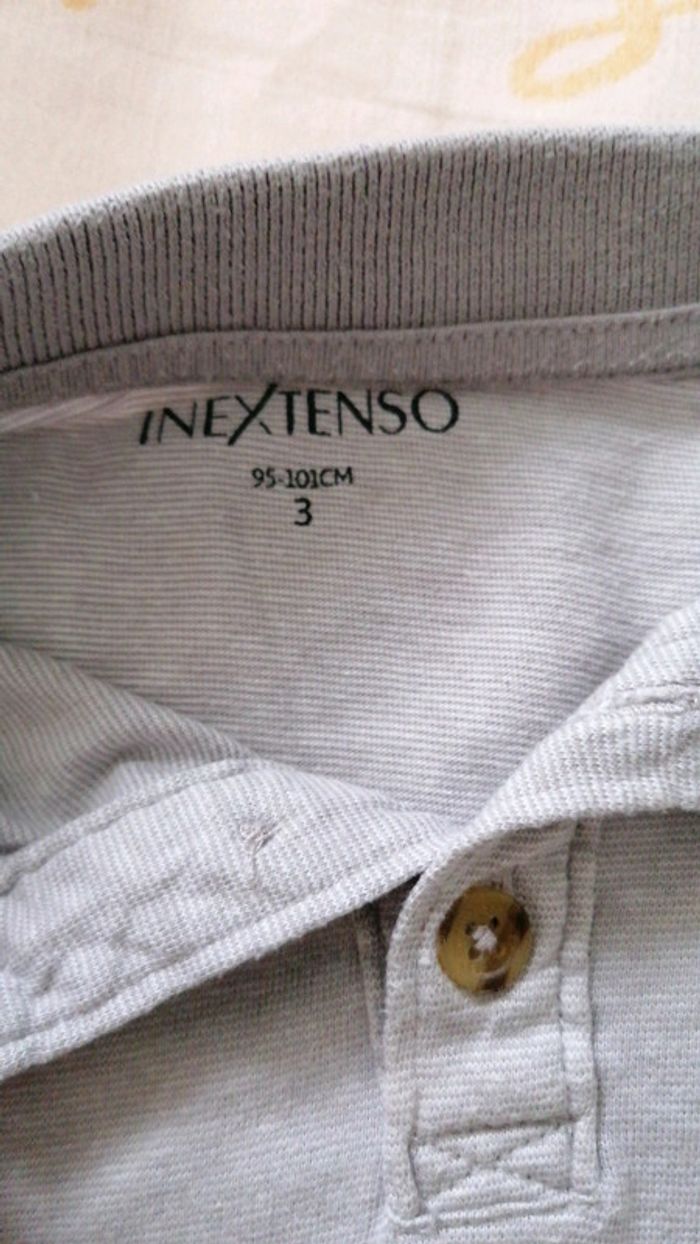 INEXTENSO
95-101CM
3